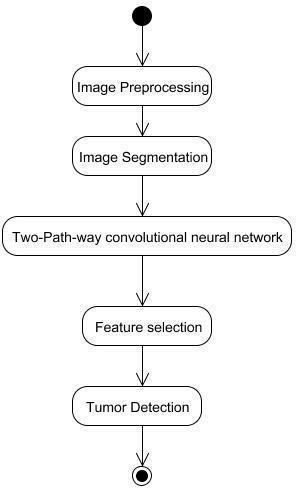 Image Preprocessing
Image Segmentation
Two-Path-way convolutional neural network
Feature selection
Tumor Detection